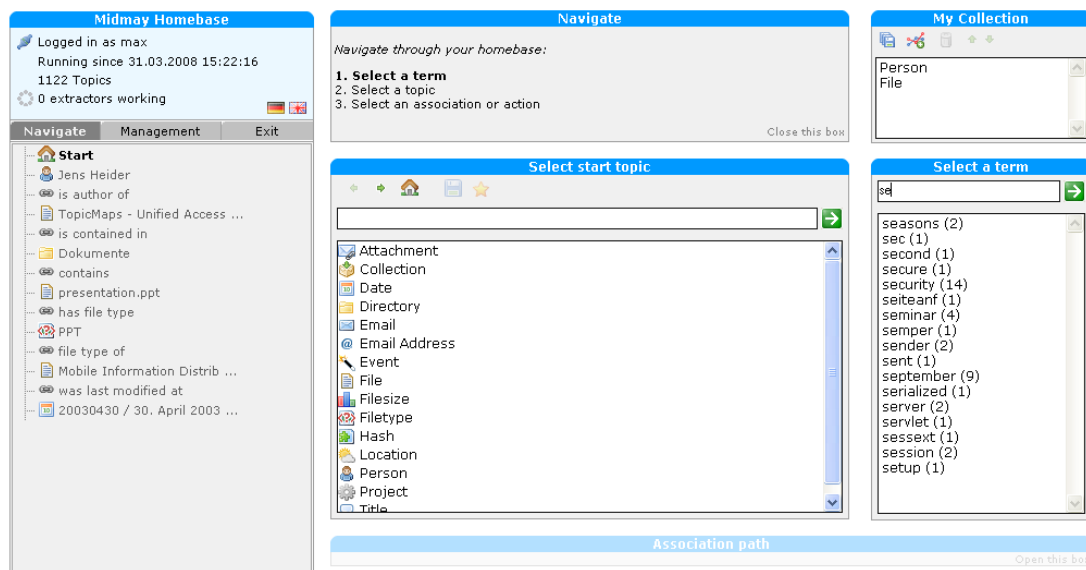 Midmay Homebase
Logged in as max
Running since 31.03.2008 15:22:16
1122 Topics
0 extractors working
Navigate Management Exit
Start
Jens Heider
is author of
TopicMaps - Unified Access ...
is contained in
Dokumente
contains
presentation.ppt
has file type
PPT
file type of
Mobile Information Distrib ...
was last modified at
20030430 / 30. April 2003 ...
Navigate
Navigate through your homebase:
1. Select a term
2. Select a topic
3. Select an association or action
Close this box
Select start topic
Attachment
Collection
Date
Directory
Email
Email Address
Event
File
Filesize
Filetype
Hash
Location
Person
Project
Title
My Collection
Person
File
Select a term
se
seasons (2)
sec (1)
second (1)
secure (1)
security (14)
seiteanf (1)
seminar (4)
semper (1)
sender (2)
sent (1)
september (9)
serialized (1)
server (2)
servlet (1)
sessext (1)
session (2)
setup (1)
Association path
Open this box